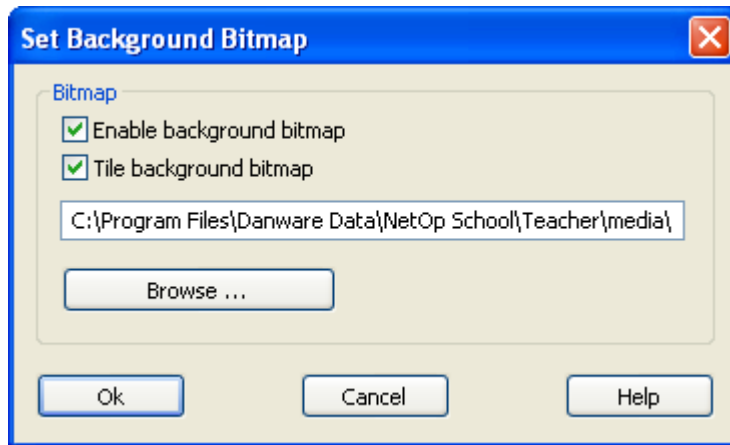 Set Background Bitmap
Bitmap
Enable background bitmap
Tile background bitmap
C:\Program Files\Danware Data\NetOp School\Teacher\media\
Browse ...
Ok Cancel Help